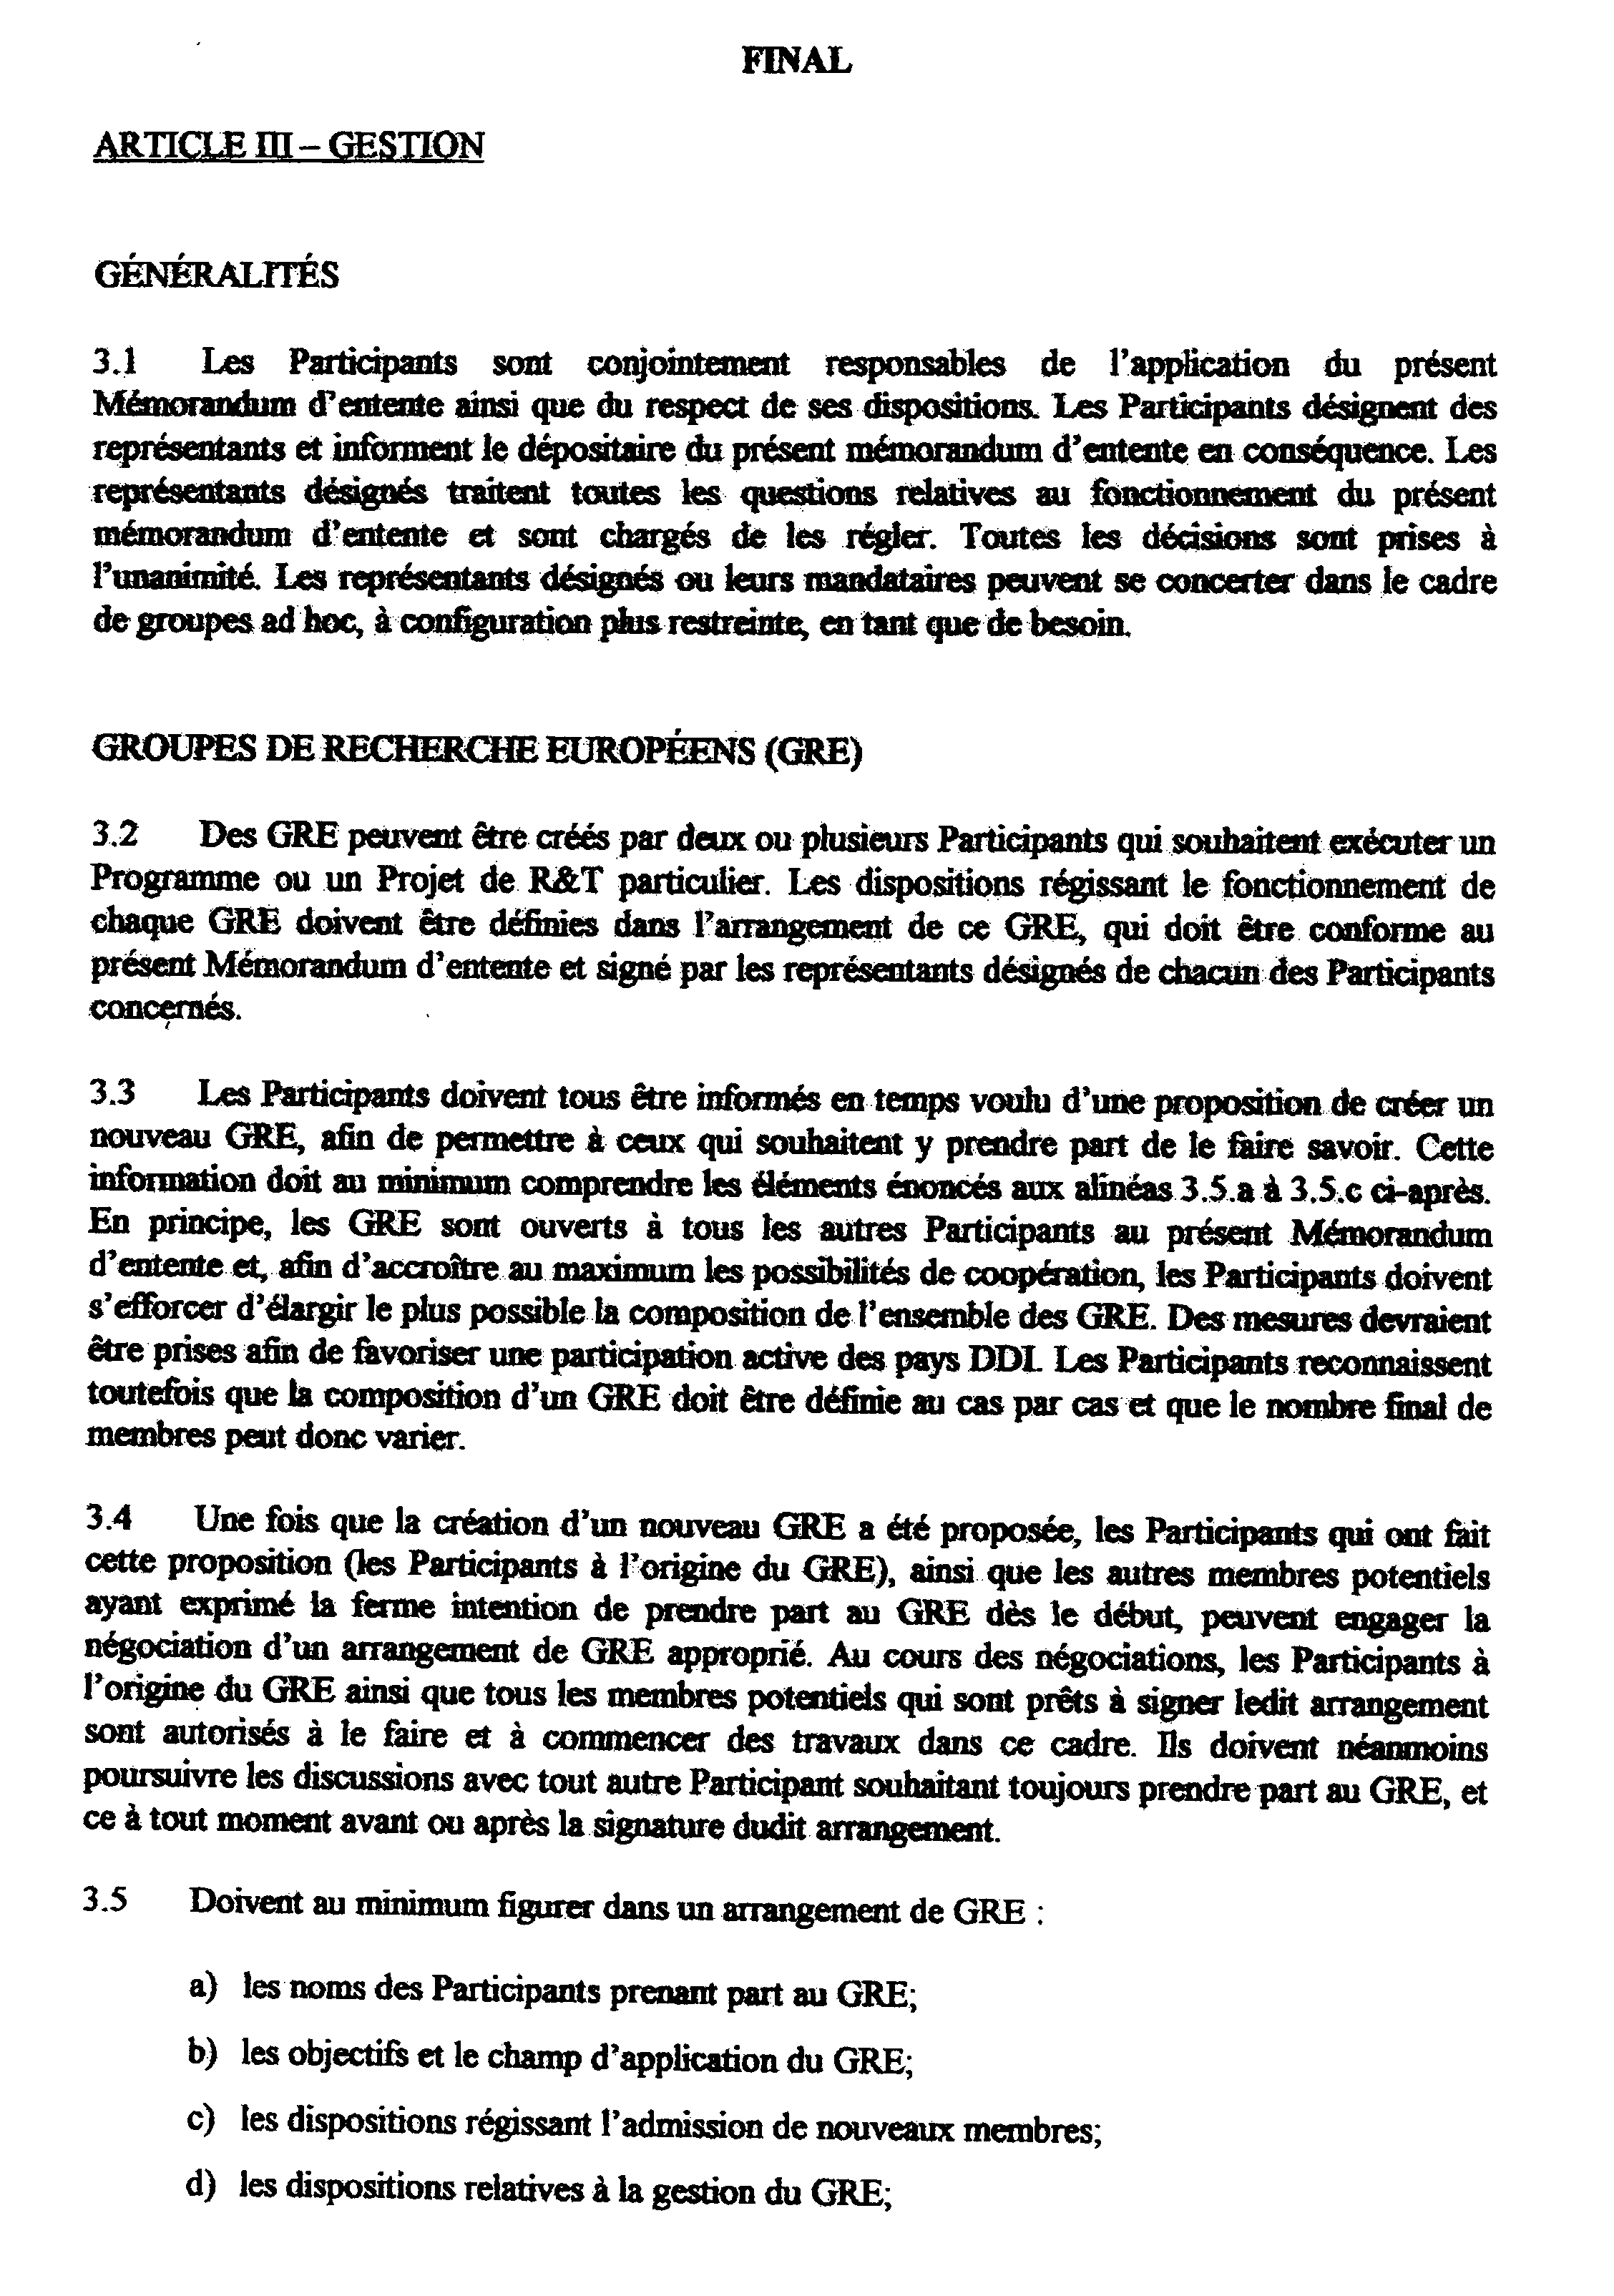 FINAL
ARTICLE III – GESTION
GÉNÉRALITÉS
3.1 Les Participants sont conjointement responsables de l'application du présent
Mémorandum d'entente ainsi que du respect de ses dispositions. Les Participants désignent des
représentants et informent le dépositaire du présent mémorandum d'entente en conséquence. Les
représentants désignés traitent toutes les questions relatives au fonctionnement du présent
mémorandum d'entente et sont chargés de les régler. Toutes les décisions sont prises à
l'unanimité. Les représentants désignés ou leurs mandataires peuvent se concerter dans le cadre
de groupes ad hoc, à configuration plus restreinte, en tant que de besoin.
GROUPES DE RECHERCHE EUROPÉENS (GRE)
3.2 Des GRE peuvent être créés par deux ou plusieurs Participants qui souhaitent exécuter un
Programme ou un Projet de R&T particulier. Les dispositions régissant le fonctionnement de
chaque GRE doivent être définies dans l'arrangement de ce GRE, qui doit être conforme au
présent Mémorandum d'entente et signé par les représentants désignés de chacun des Participants
concernés.
3.3 Les Participants doivent tous être informés en temps voulu d'une proposition de créer un
nouveau GRE, afin de permettre à ceux qui souhaitent y prendre part de le faire savoir. Cette
information doit au minimum comprendre les éléments énoncés aux alinéas 3.5.a à 3.5.c ci-après.
En principe, les GRE sont ouverts à tous les autres Participants au présent Mémorandum
d'entente et, afin d'accroître au maximum les possibilités de coopération, les Participants doivent
s'efforcer d'élargir le plus possible la composition de l'ensemble des GRE. Des mesures devraient
être prises afin de favoriser une participation active des pays DDI. Les Participants reconnaissent
toutefois que la composition d'un GRE doit être définie au cas par cas et que le nombre final de
membres peut donc varier.
3.4 Une fois que la création d'un nouveau GRE a été proposée, les Participants qui ont fait
cette proposition (les Participants à l'origine du GRE), ainsi que les autres membres potentiels
ayant exprimé la ferme intention de prendre part au GRE dès le début, peuvent engager la
négociation d'un arrangement de GRE approprié. Au cours des négociations, les Participants à
l'origine du GRE ainsi que tous les membres potentiels qui sont prêts à signer ledit arrangement
sont autorisés à le faire et à commencer des travaux dans ce cadre. Ils doivent néanmoins
poursuivre les discussions avec tout autre Participant souhaitant toujours prendre part au GRE, et
ce à tout moment avant ou après la signature dudit arrangement.
3.5 Doivent au minimum figurer dans un arrangement de GRE :
a) les noms des Participants prenant part au GRE;
b) les objectifs et le champ d'application du GRE;
c) les dispositions régissant l'admission de nouveaux membres;
d) les dispositions relatives à la gestion du GRE;